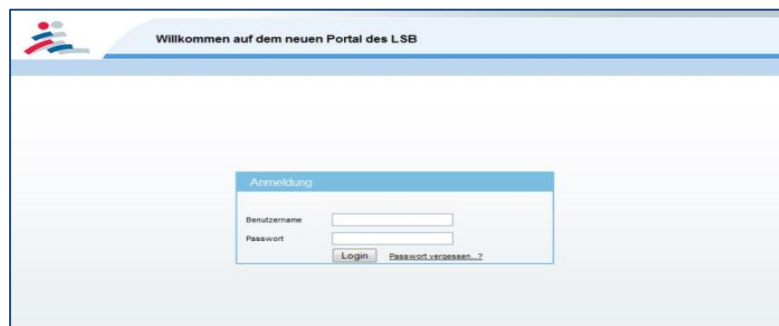 Willkommen auf dem neuen Portal des LSB
Anmeldung
Benutzername
Passwort
Login Passwort vergessen...?